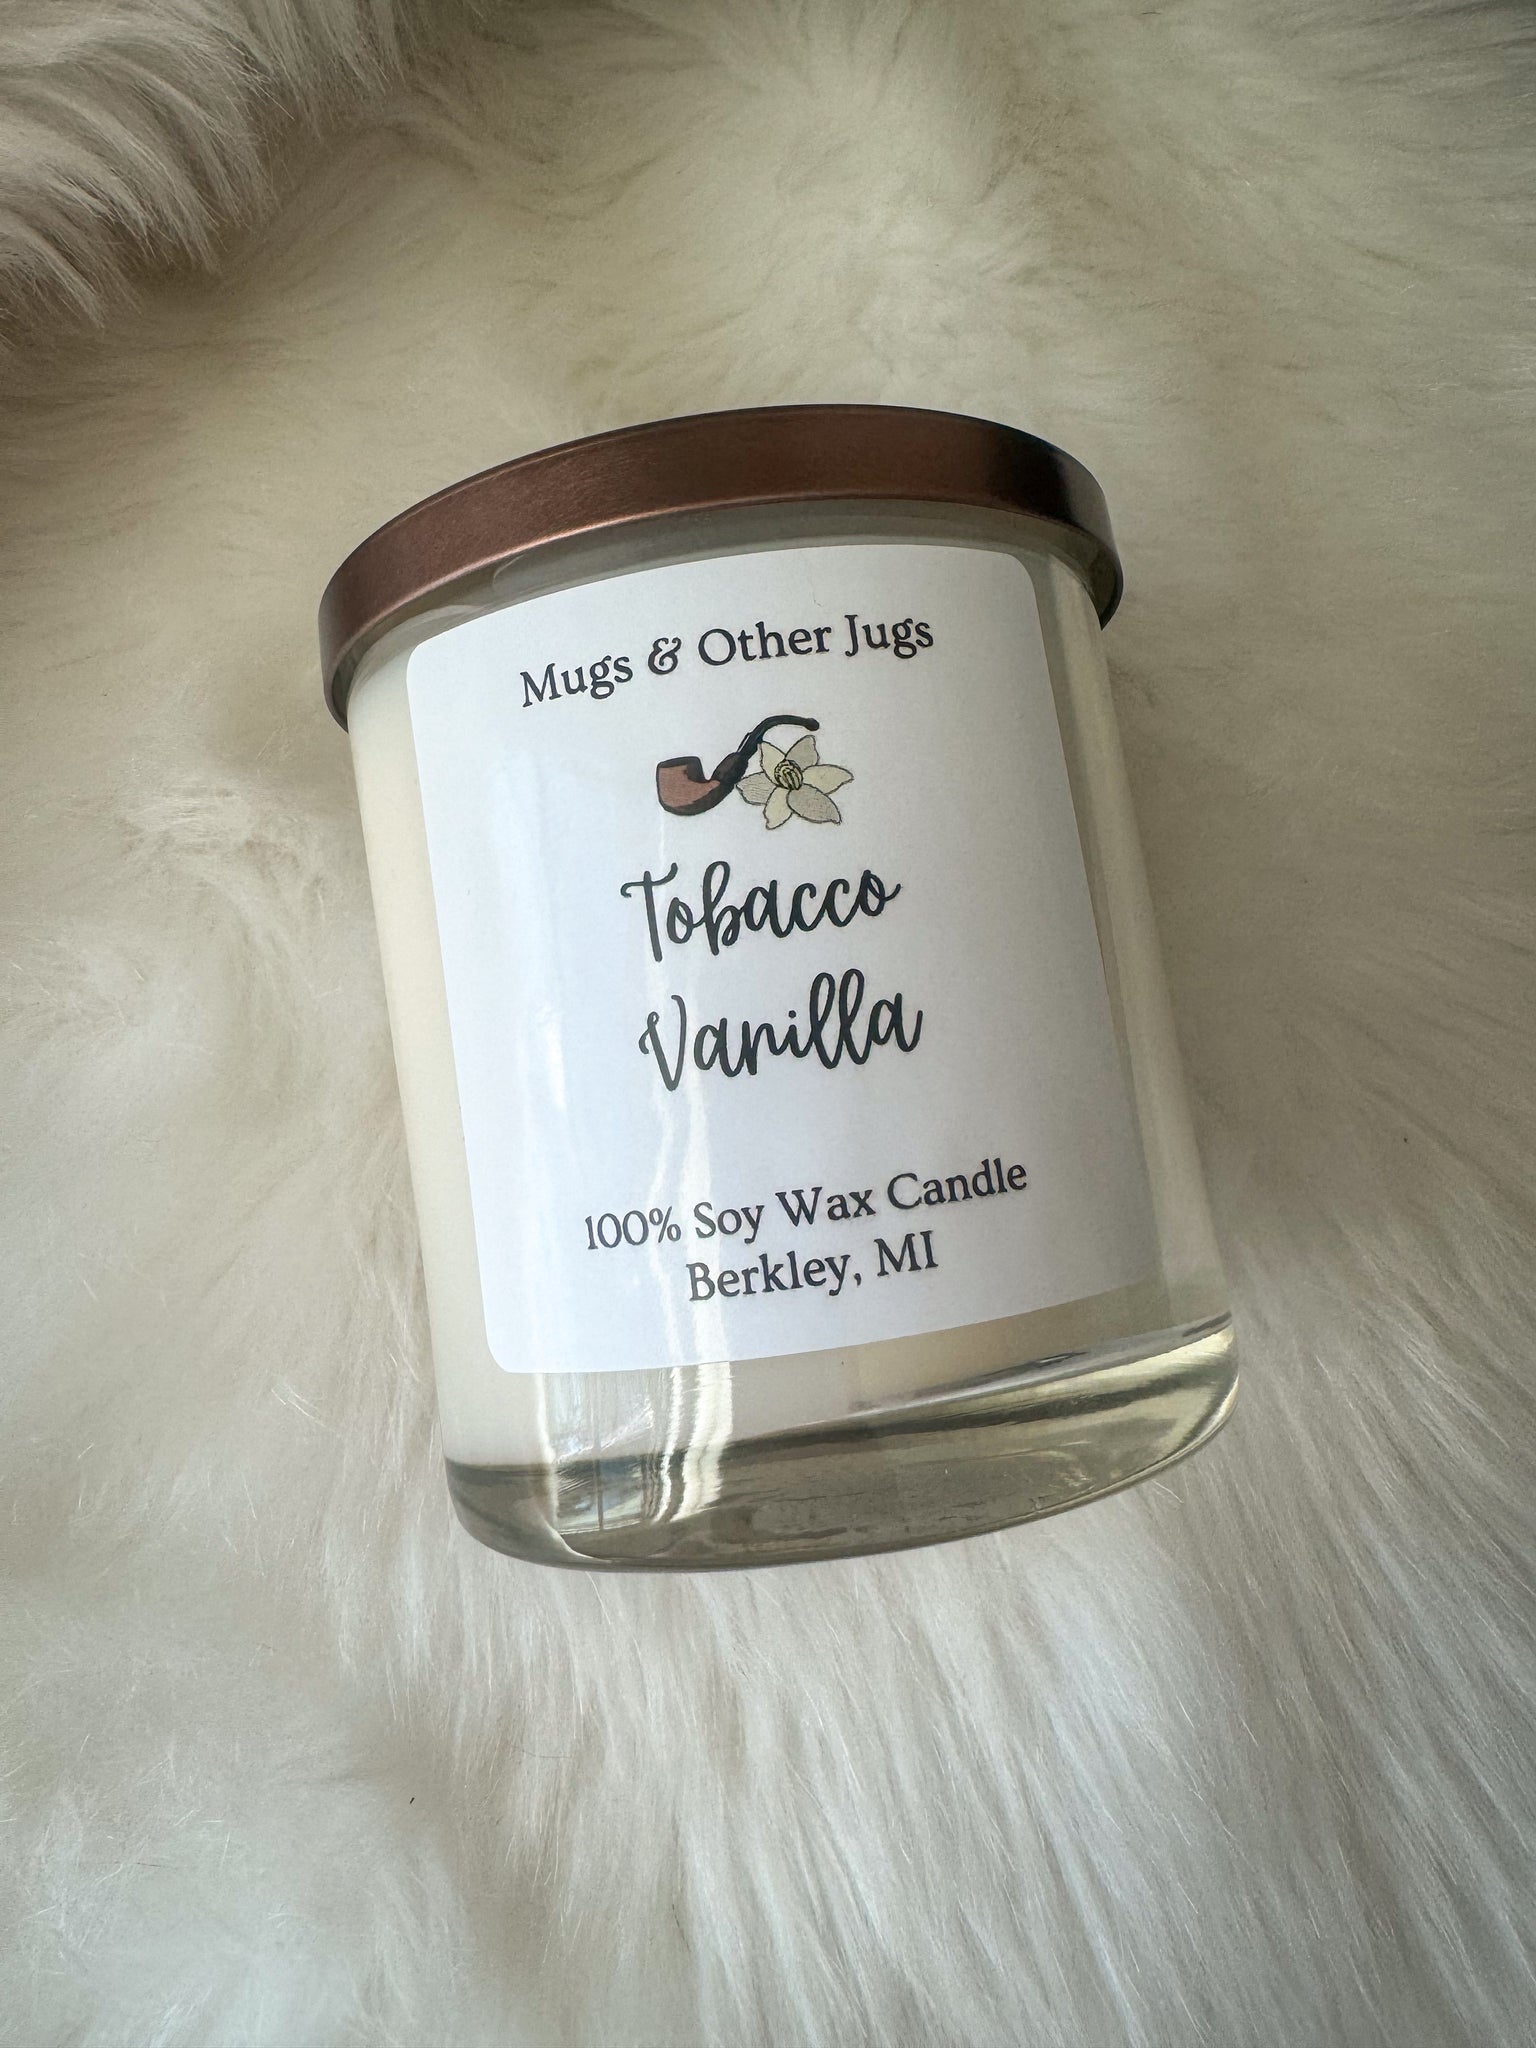 Mugs & Other Jugs
Tobacco
Vanilla
100% Soy Wax Candle
Berkley, MI